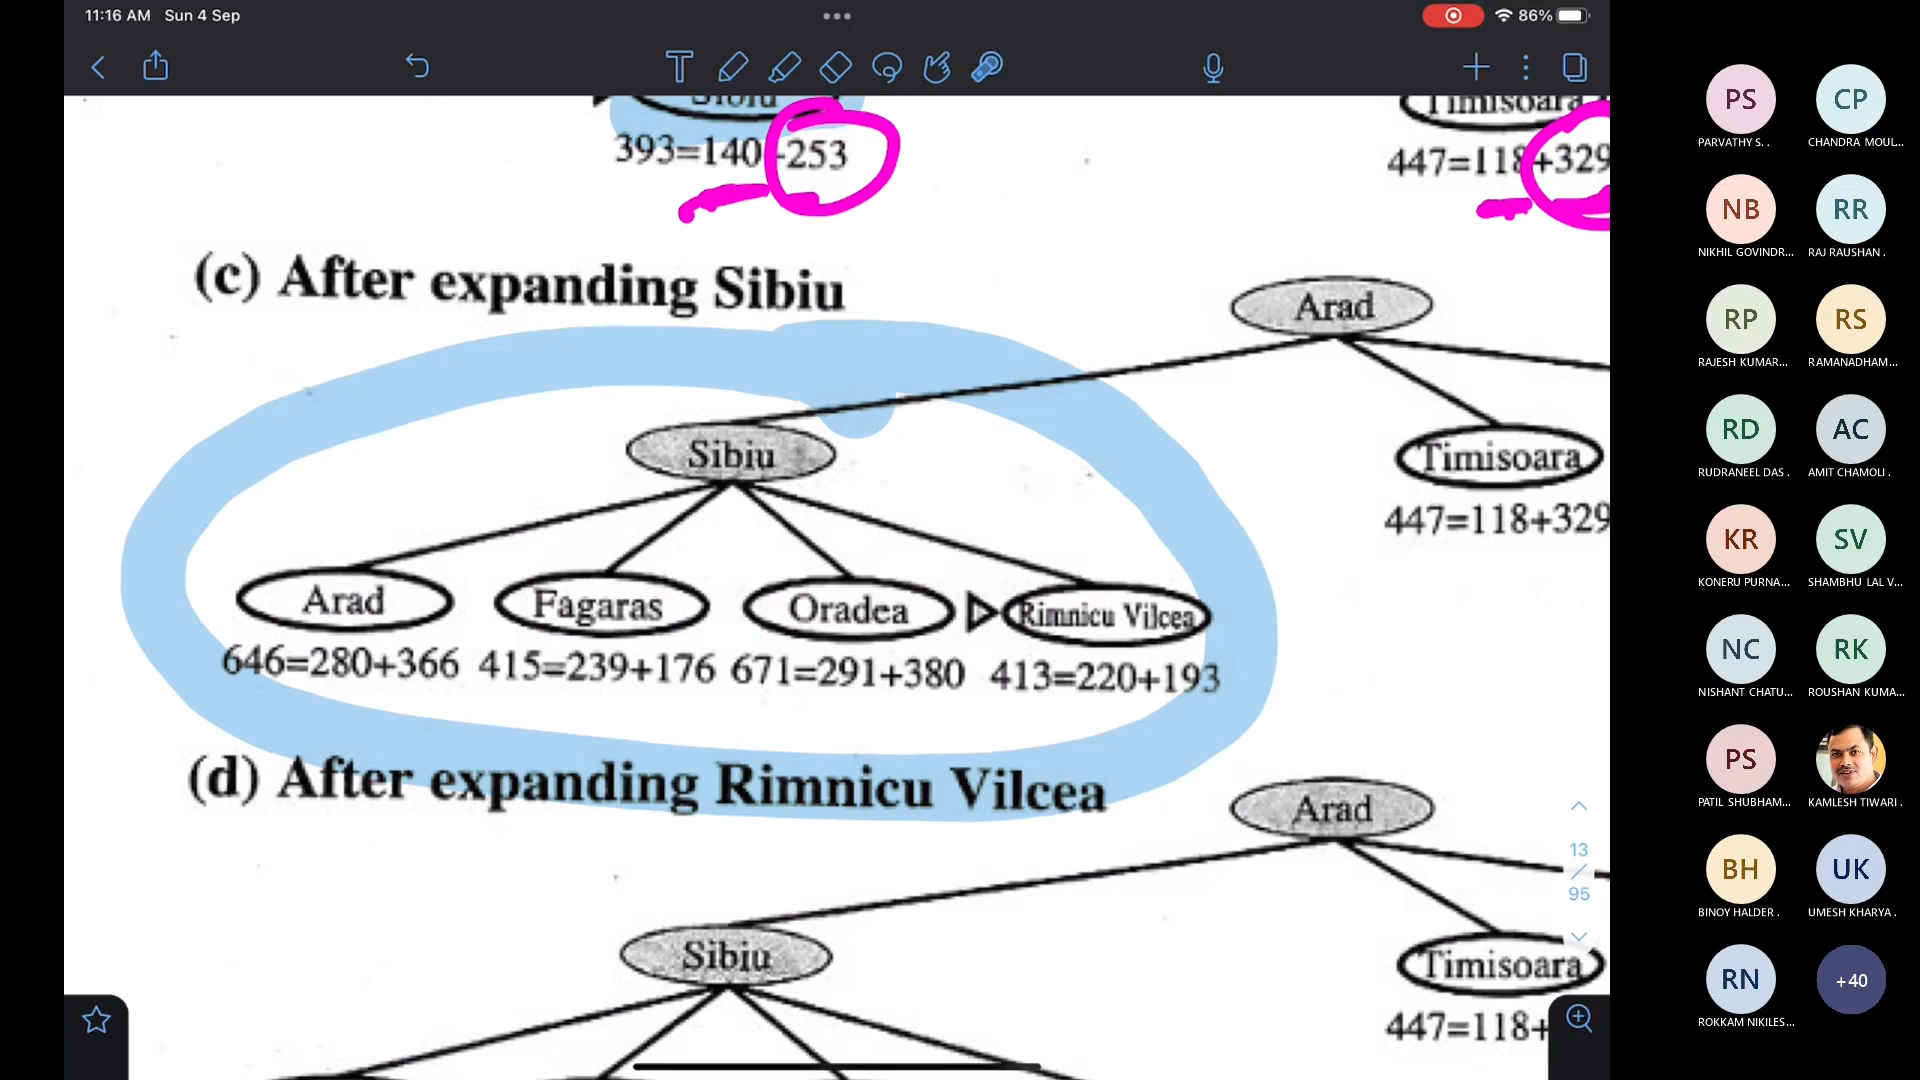 11:16 AM Sun 4 Sep
86%
Sibiu
Timisoara
393=140
-253
447=118+329
(c) After expanding Sibiu
Arad
Sibiu
Timisoara
447=118+329
Arad
Fagaras
Oradea
Rimnicu Vilcea
646=280+366
415=239+176
671=291+380
413=220+193
(d) After expanding Rimnicu Vilcea
Arad
Sibiu
Timisoara
447=118+
13
95
PS
PARVATHY S. .
CP
CHANDRA MOUL...
NB
NIKHIL GOVINDR...
RR
RAJ RAUSHAN .
RP
RAJESH KUMAR...
RS
RAMANADHAM...
RD
RUDRANEEL DAS .
AC
AMIT CHAMOLI .
KR
KONERU PURNA...
SV
SHAMBHU LAL V...
NC
NISHANT CHATU...
RK
ROUSHAN KUMA...
PS
PATIL SHUBHAM...
KAMLESH TIWARI .
BH
BINOY HALDER .
UK
UMESH KHARYA .
RN
ROKKAM NIKILES...
+40